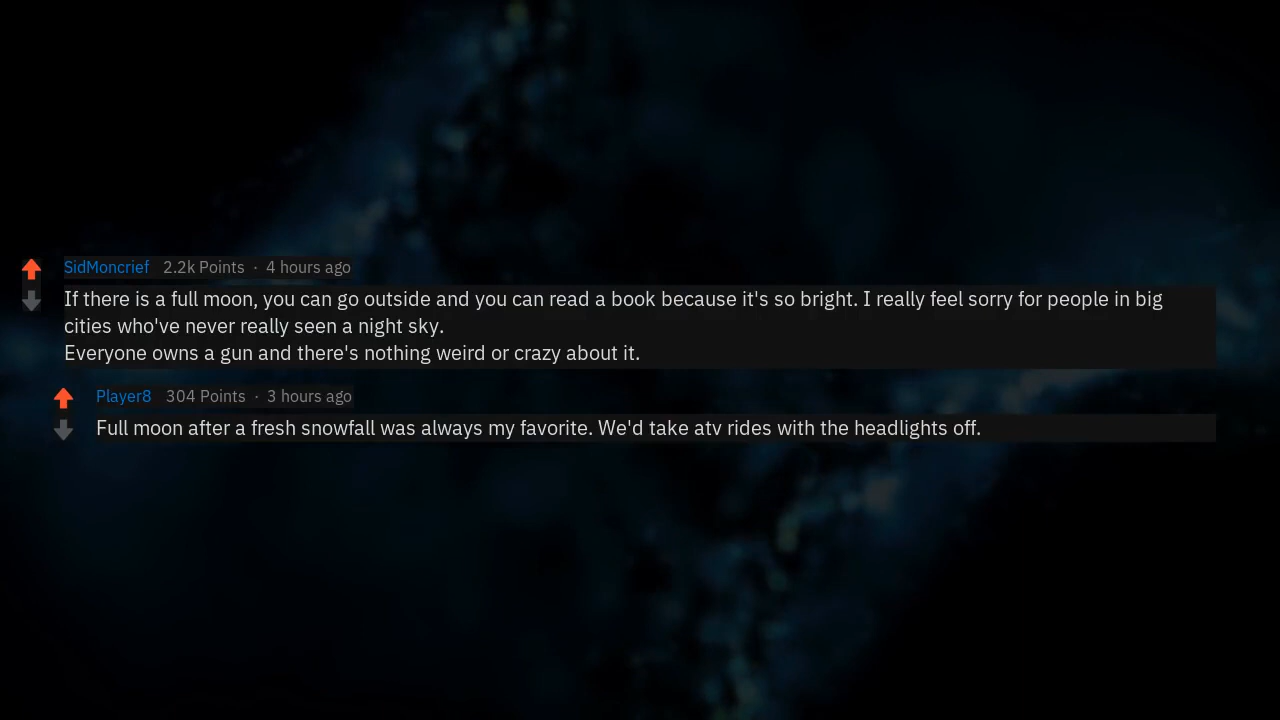 SidMoncrief 2.2k Points · 4 hours ago
If there is a full moon, you can go outside and you can read a book because it's so bright. I really feel sorry for people in big
cities who've never really seen a night sky.
Everyone owns a gun and there's nothing weird or crazy about it.
Player8 304 Points · 3 hours ago
Full moon after a fresh snowfall was always my favorite. We'd take atv rides with the headlights off.